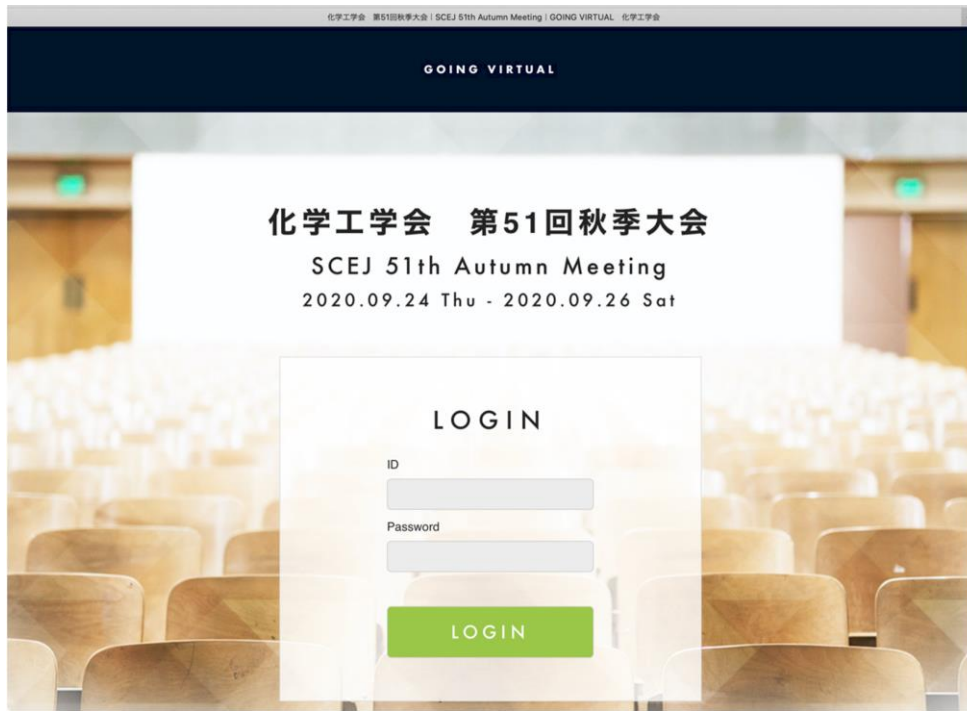 化学工学会　第51回秋季大会 | SCEJ 51th Autumn Meeting | GOING VIRTUAL　化学工学会
GOING VIRTUAL
化学工学会　第51回秋季大会
SCEJ 51th Autumn Meeting
2020.09.24 Thu - 2020.09.26 Sat
LOGIN
ID
Password
LOGIN